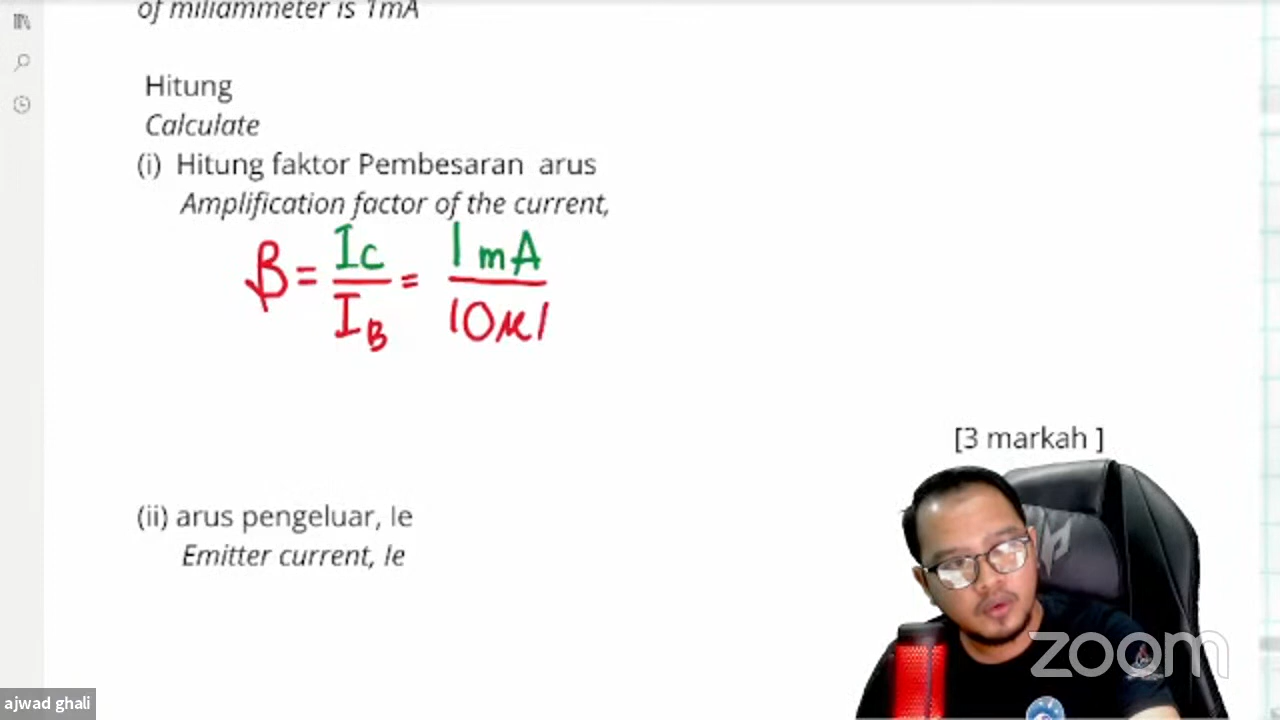 of miliammeter is 1mA
Hitung
Calculate
(i) Hitung faktor Pembesaran arus
Amplification factor of the current,
β = Ic / IB = 1 mA / 10μ
[3 markah ]
(ii) arus pengeluar, Ie
Emitter current, Ie
zoom
ajwad ghali